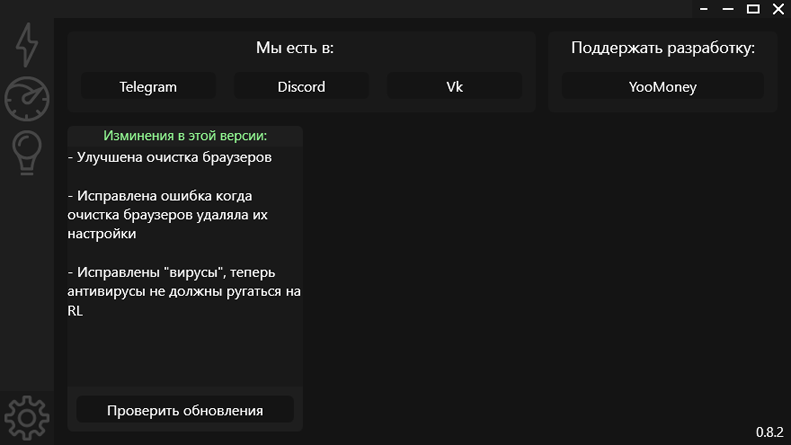 Мы есть в:
Telegram
Discord
Vk
Поддержать разработку:
YooMoney
Изминения в этой версии:
- Улучшена очистка браузеров
- Исправлена ошибка когда
очистка браузеров удаляла их
настройки
- Исправлены "вирусы", теперь
антивирусы не должны ругаться на
RL
Проверить обновления
0.8.2